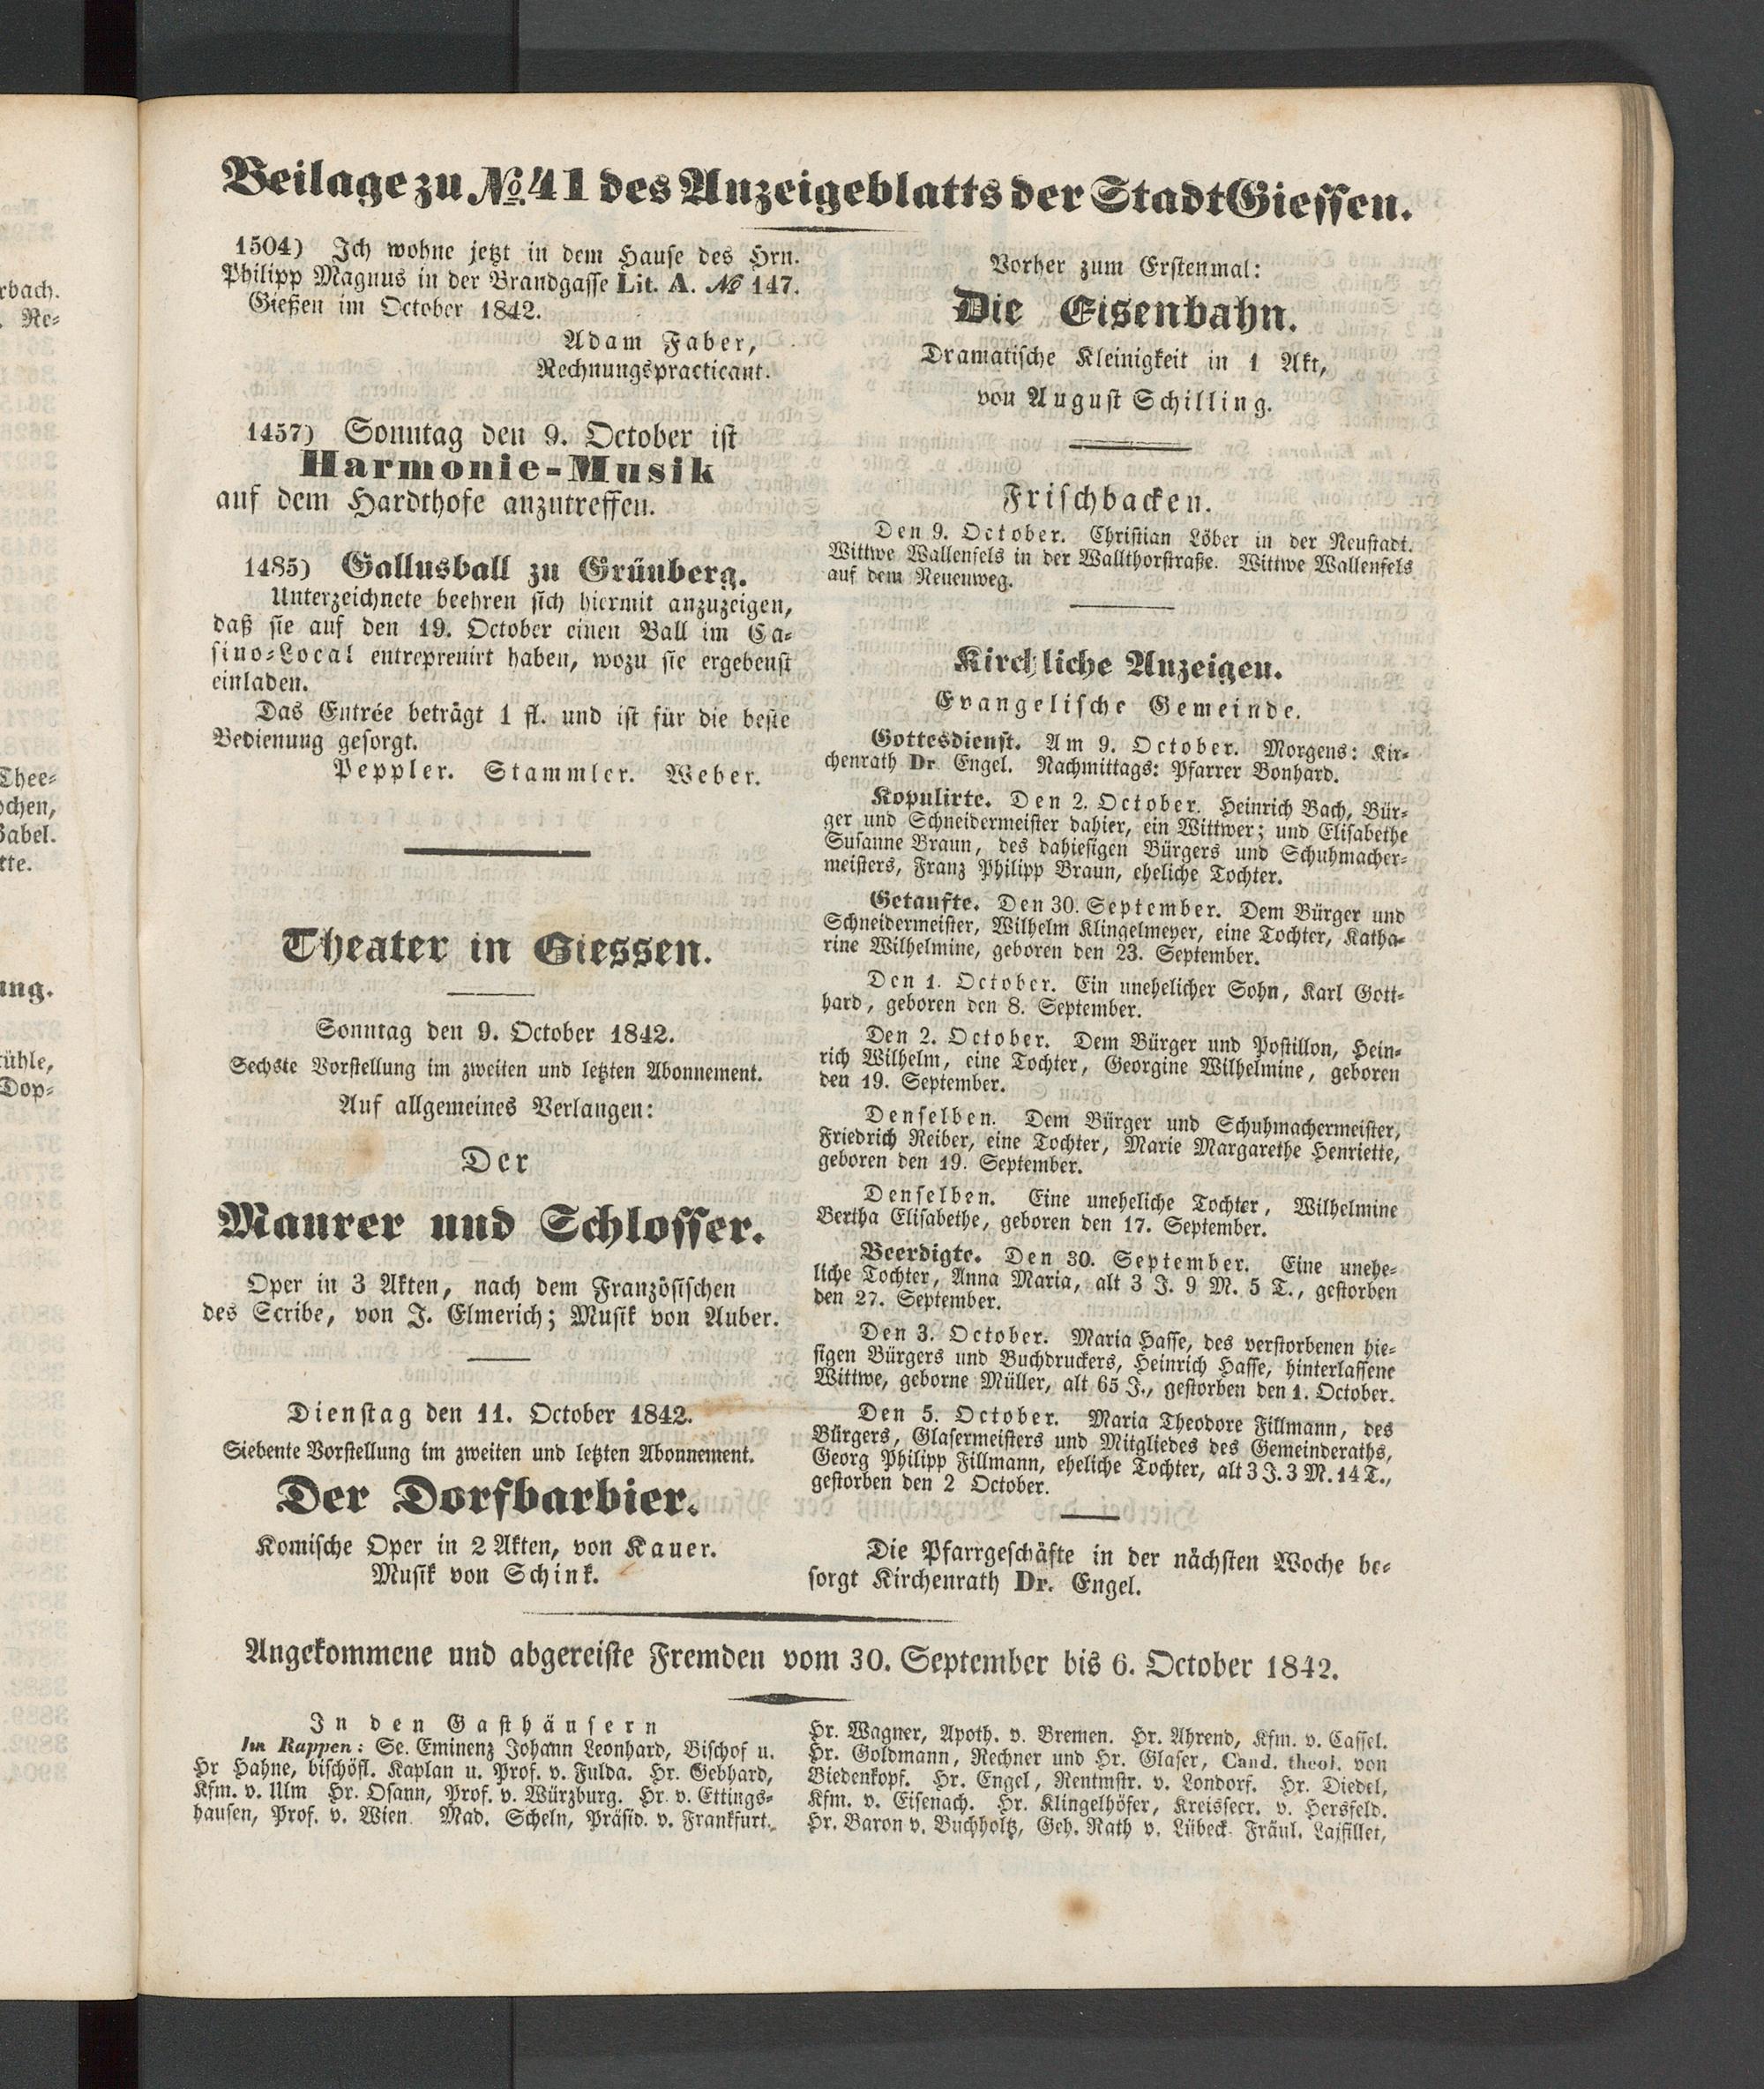 Beilage zu № 41 des Anzeigeblatts der Stadt Giessen.
1504) Ich wohne jetzt in dem Hause des Hrn.
Philipp Magnus in der Brandgasse Lit. A. № 147.
Gießen im October 1842.
Adam Faber,
Rechnungspracticant.
1457) Sonntag den 9. October ist
Harmonie-Musik
auf dem Hardthofe anzutreffen.
1485) Gallusball zu Grünberg.
Unterzeichnete beehren sich hiermit anzuzeigen,
daß sie auf den 19. October einen Ball im Ca-
sino-Local entreprenirt haben, wozu sie ergebenst
einladen.
Das Entrée beträgt 1 fl. und ist für die beste
Bedienung gesorgt.
Peppler. Stammler. Weber.
Theater in Giessen.
Sonntag den 9. October 1842.
Sechste Vorstellung im zweiten und letzten Abonnement.
Auf allgemeines Verlangen:
Der
Maurer und Schlosser.
Oper in 3 Akten, nach dem Französischen
des Scribe, von J. Elmerich; Musik von Auber.
Dienstag den 11. October 1842.
Siebente Vorstellung im zweiten und letzten Abonnement.
Der Dorfbarbier.
Komische Oper in 2 Akten, von Kauer.
Musik von Schink.
Vorher zum Erstenmal:
Die Eisenbahn.
Dramatische Kleinigkeit in 1 Akt,
von August Schilling.
Frischbacken.
Den 9. October. Christian Löber in der Neustadt.
Wittwe Wallenfels in der Wallthorstraße. Wittwe Wallenfels
auf dem Neuenweg.
Kirchliche Anzeigen.
Evangelische Gemeinde.
Gottesdienst. Am 9. October. Morgens: Kir-
chenrath Dr. Engel. Nachmittags: Pfarrer Bonhard.
Kopulirte. Den 2. October. Heinrich Bach, Bür-
ger und Schneidermeister dahier, ein Wittwer; und Elisabethe
Susanne Braun, des dahiesigen Bürgers und Schuhmacher-
meisters, Franz Philipp Braun, eheliche Tochter.
Getaufte. Den 30. September. Dem Bürger und
Schneidermeister, Wilhelm Klingelmeyer, eine Tochter, Katha-
rine Wilhelmine, geboren den 23. September.
Den 1. October. Ein unehelicher Sohn, Karl Gott-
hard, geboren den 8. September.
Den 2. October. Dem Bürger und Postillon, Hein-
rich Wilhelm, eine Tochter, Georgine Wilhelmine, geboren
den 19. September.
Denselben. Dem Bürger und Schuhmachermeister,
Friedrich Reiber, eine Tochter, Marie Margarethe Henriette,
geboren den 19. September.
Denselben. Eine uneheliche Tochter, Wilhelmine
Bertha Elisabethe, geboren den 17. September.
Beerdigte. Den 30. September. Eine unehe-
liche Tochter, Anna Maria, alt 3 J. 9 M. 5 T., gestorben
den 27. September.
Den 3. October. Maria Hasse, des verstorbenen hie-
sigen Bürgers und Buchdruckers, Heinrich Hasse, hinterlassene
Wittwe, geborne Müller, alt 65 J., gestorben den 1. October.
Den 5. October. Maria Theodore Fillmann, des
Bürgers, Glasermeisters und Mitgliedes des Gemeinderaths,
Georg Philipp Fillmann, eheliche Tochter, alt 3 J. 3 M. 14 T.,
gestorben den 2 October.
Die Pfarrgeschäfte in der nächsten Woche be-
sorgt Kirchenrath Dr. Engel.
Angekommene und abgereiste Fremden vom 30. September bis 6. October 1842.
In den Gasthäusern
Im Rappen: Se. Eminenz Johann Leonhard, Bischof u.
Hr Hahne, bischöfl. Kaplan u. Prof. v. Fulda. Hr. Gebhard,
Kfm. v. Ulm Hr. Osann, Prof. v. Würzburg. Hr. v. Ettings-
hausen, Prof. v. Wien. Mad. Scheln, Präsid. v. Frankfurt.
Hr. Wagner, Apoth. v. Bremen. Hr. Ahrend, Kfm. v. Cassel.
Hr. Goldmann, Rechner und Hr. Glaser, Cand. theol. von
Biedenkopf. Hr. Engel, Rentmstr. v. Londorf. Hr. Diedel,
Kfm. v. Eisenach. Hr. Klingelhöfer, Kreissecr. v. Hersfeld.
Hr. Baron v. Buchholtz, Geh. Rath v. Lübeck. Fräul. Lajfillet,